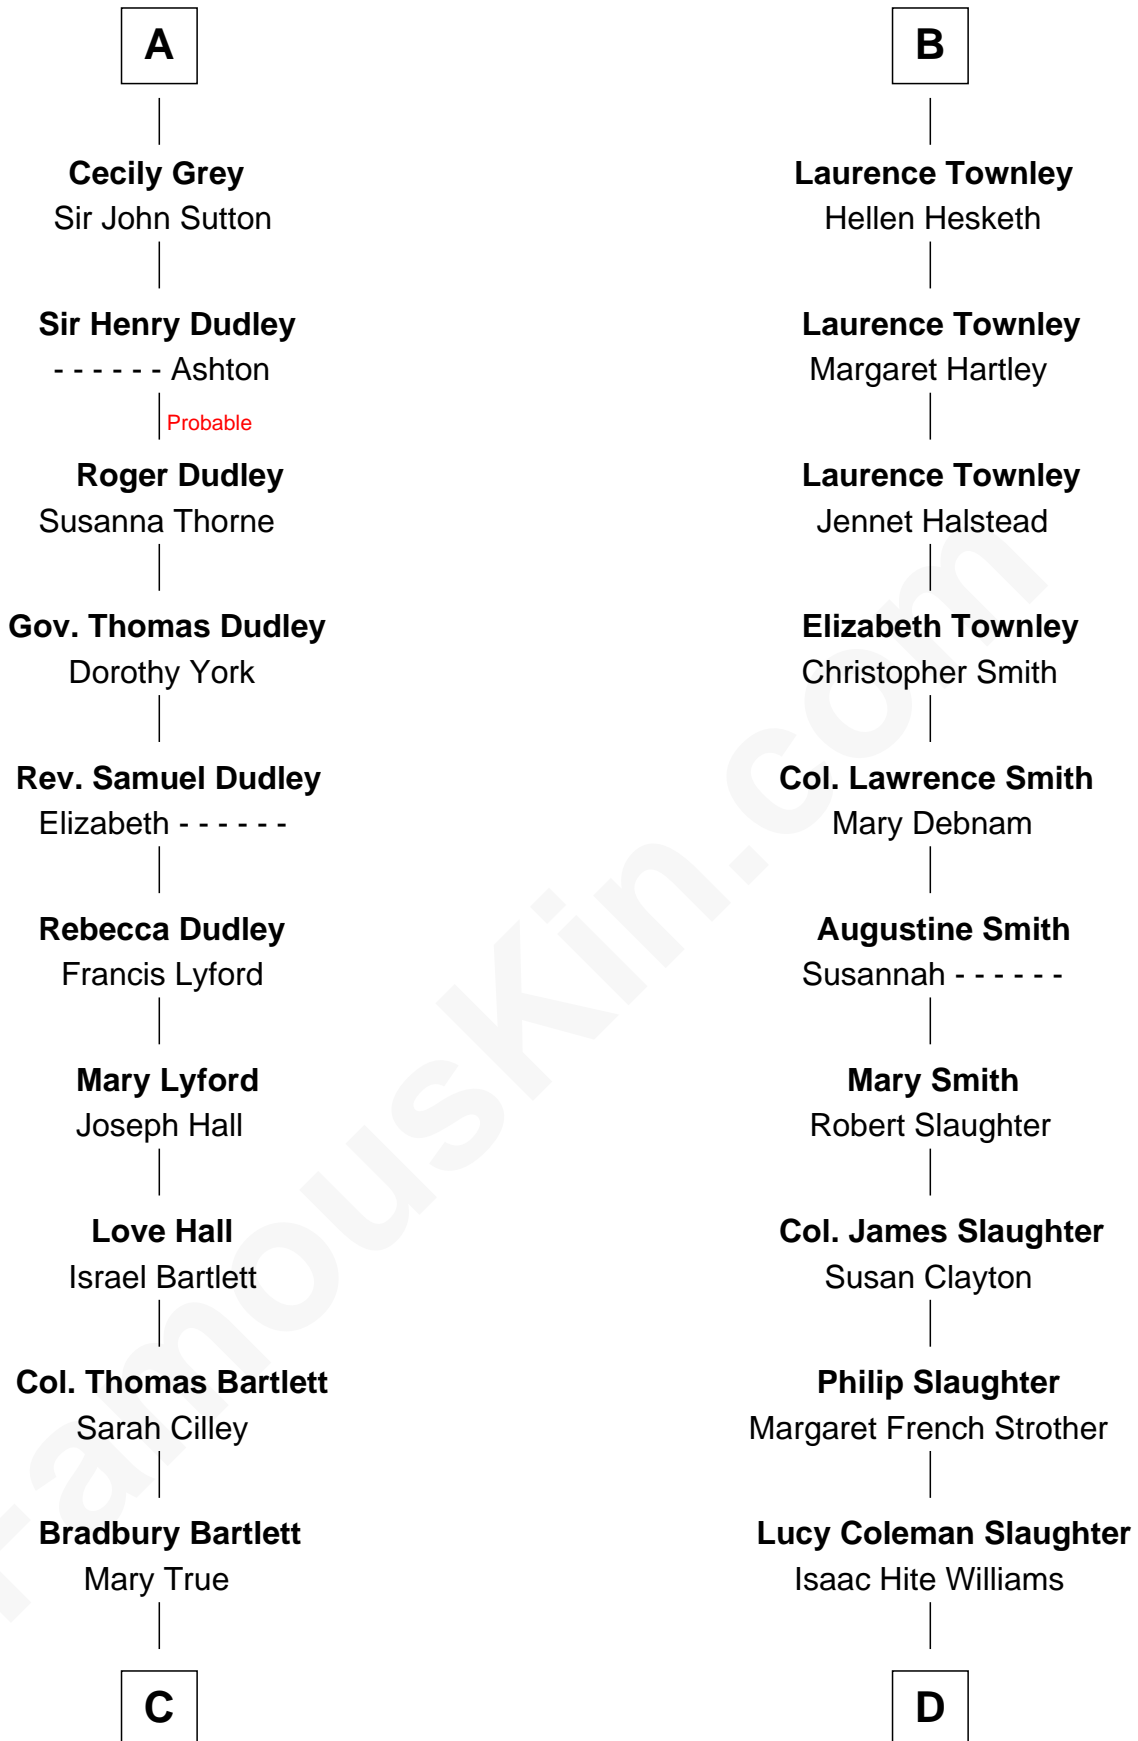 A
Cecily Grey
Sir John Sutton
Sir Henry Dudley
- - - - - - Ashton
Probable
Roger Dudley
Susanna Thorne
Gov. Thomas Dudley
Dorothy York
Rev. Samuel Dudley
Elizabeth - - - - - -
Rebecca Dudley
Francis Lyford
Mary Lyford
Joseph Hall
Love Hall
Israel Bartlett
Col. Thomas Bartlett
Sarah Cilley
Bradbury Bartlett
Mary True
C
B
Laurence Townley
Hellen Hesketh
Laurence Townley
Margaret Hartley
Laurence Townley
Jennet Halstead
Elizabeth Townley
Christopher Smith
Col. Lawrence Smith
Mary Debnam
Augustine Smith
Susannah - - - - - -
Mary Smith
Robert Slaughter
Col. James Slaughter
Susan Clayton
Philip Slaughter
Margaret French Strother
Lucy Coleman Slaughter
Isaac Hite Williams
D
FamousKin.com